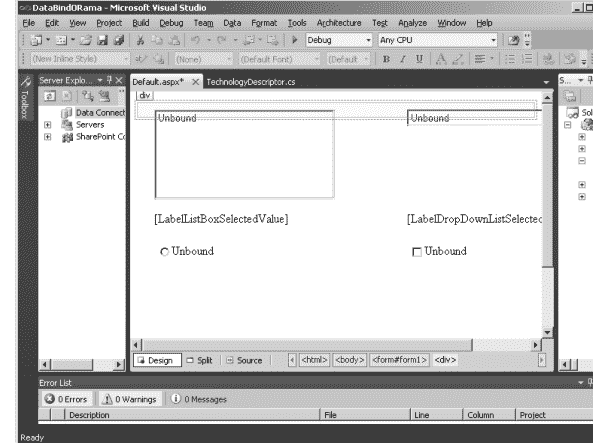 DataBindORama - Microsoft Visual Studio
File Edit View Project Build Debug Team Data Format Tools Architecture Test Analyze Window Help
Debug Any CPU
(New Inline Style) (None) (Default Font) (Default B I U A
Server Explo... Default.aspx* TechnologyDescriptor.cs S...
Toolbox
div
Data Connect
Servers
SharePoint Co
Sol
Unbound Unbound
[LabelListBoxSelectedValue] [LabelDropDownListSelected
Unbound Unbound
Design Split Source <html> <body> <form#form1> <div>
Error List
0 Errors 0 Warnings 0 Messages
Description File Line Column Project
Ready